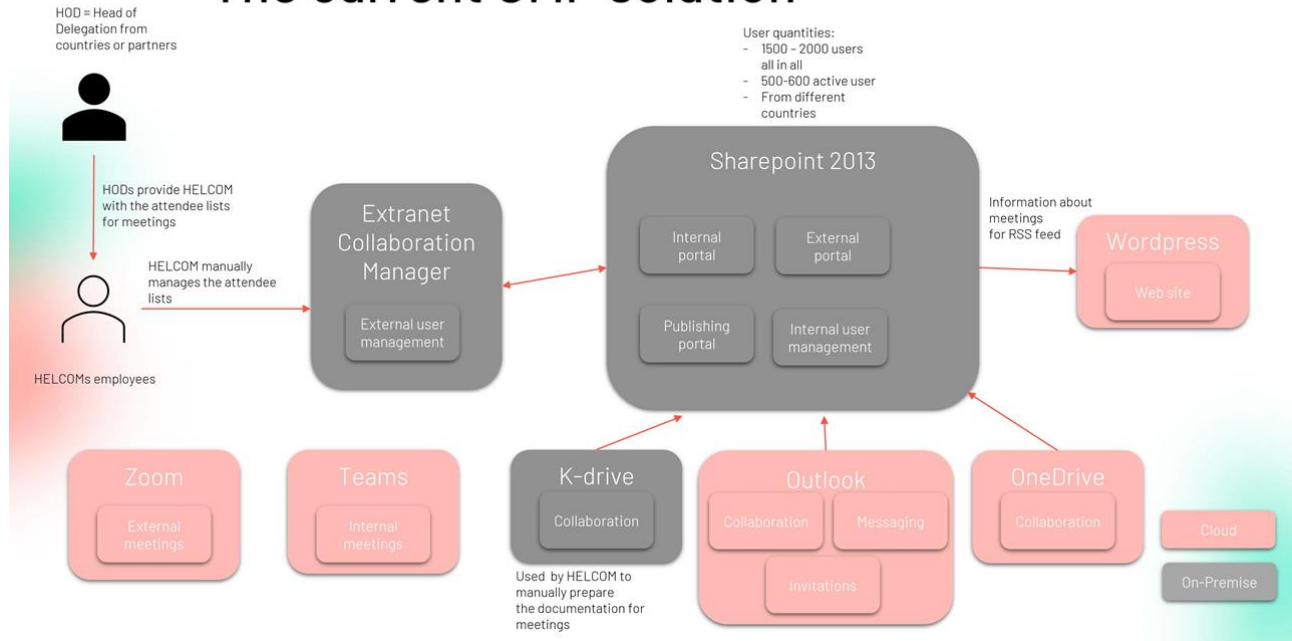 The current SMP solution
HOD = Head of
Delegation from
countries or partners
User quantities:
- 1500 – 2000 users
all in all
- 500-600 active user
- From different
countries
HODs provide HELCOM
with the attendee lists
for meetings
HELCOM manually
manages the attendee
lists
HELCOMs employees
Extranet
Collaboration
Manager
External user
management
Sharepoint 2013
Internal
portal
External
portal
Publishing
portal
Internal user
management
Information about
meetings
for RSS feed
Wordpress
Web site
Zoom
External
meetings
Teams
Internal
meetings
K-drive
Collaboration
Used by HELCOM to
manually prepare
the documentation for
meetings
Outlook
Collaboration
Messaging
Invitations
OneDrive
Collaboration
Cloud
On-Premise